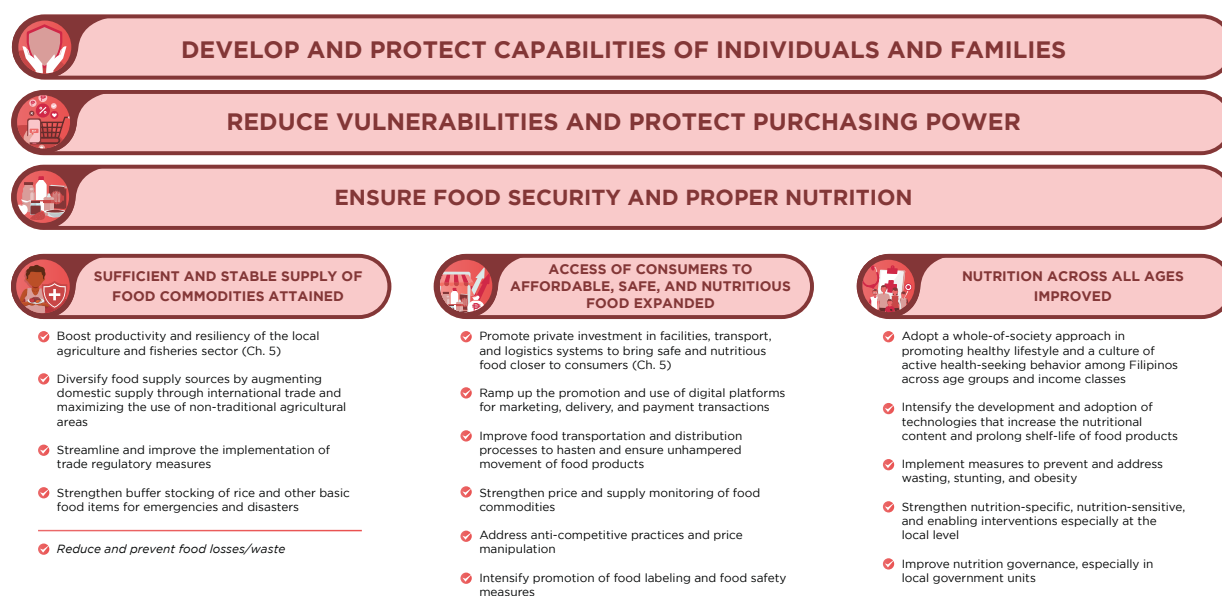 DEVELOP AND PROTECT CAPABILITIES OF INDIVIDUALS AND FAMILIES
REDUCE VULNERABILITIES AND PROTECT PURCHASING POWER
ENSURE FOOD SECURITY AND PROPER NUTRITION
SUFFICIENT AND STABLE SUPPLY OF
FOOD COMMODITIES ATTAINED
Boost productivity and resiliency of the local
agriculture and fisheries sector (Ch. 5)
Diversify food supply sources by augmenting
domestic supply through international trade and
maximizing the use of non-traditional agricultural
areas
Streamline and improve the implementation of
trade regulatory measures
Strengthen buffer stocking of rice and other basic
food items for emergencies and disasters
Reduce and prevent food losses/waste
ACCESS OF CONSUMERS TO
AFFORDABLE, SAFE, AND NUTRITIOUS
FOOD EXPANDED
Promote private investment in facilities, transport,
and logistics systems to bring safe and nutritious
food closer to consumers (Ch. 5)
Ramp up the promotion and use of digital platforms
for marketing, delivery, and payment transactions
Improve food transportation and distribution
processes to hasten and ensure unhampered
movement of food products
Strengthen price and supply monitoring of food
commodities
Address anti-competitive practices and price
manipulation
Intensify promotion of food labeling and food safety
measures
NUTRITION ACROSS ALL AGES
IMPROVED
Adopt a whole-of-society approach in
promoting healthy lifestyle and a culture of
active health-seeking behavior among Filipinos
across age groups and income classes
Intensify the development and adoption of
technologies that increase the nutritional
content and prolong shelf-life of food products
Implement measures to prevent and address
wasting, stunting, and obesity
Strengthen nutrition-specific, nutrition-sensitive,
and enabling interventions especially at the
local level
Improve nutrition governance, especially in
local government units